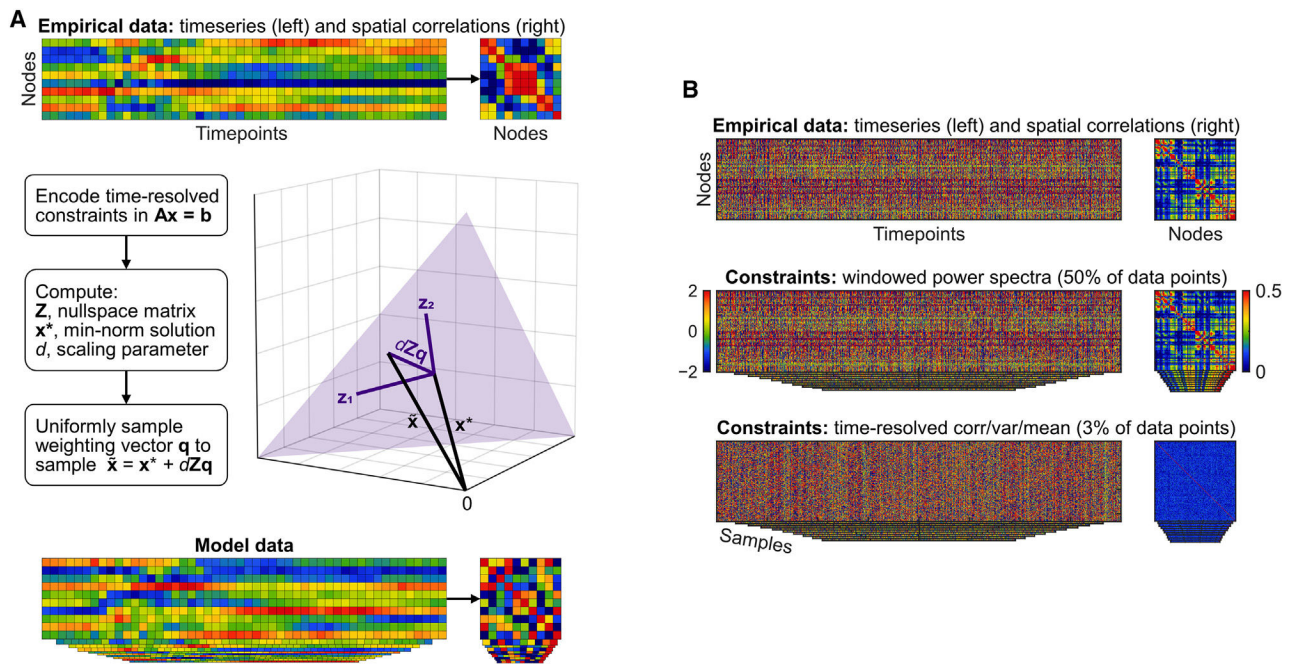 A
Empirical data: timeseries (left) and spatial correlations (right)
Nodes
Timepoints
Nodes
Encode time-resolved
constraints in Ax = b
Compute:
Z, nullspace matrix
x*, min-norm solution
d, scaling parameter
Uniformly sample
weighting vector q to
sample x̃ = x* + dZq
z₂
dZq
z₁
x̃
x*
0
Model data
B
Empirical data: timeseries (left) and spatial correlations (right)
Nodes
Timepoints
Nodes
Constraints: windowed power spectra (50% of data points)
2
0
−2
0.5
0
Constraints: time-resolved corr/var/mean (3% of data points)
Samples